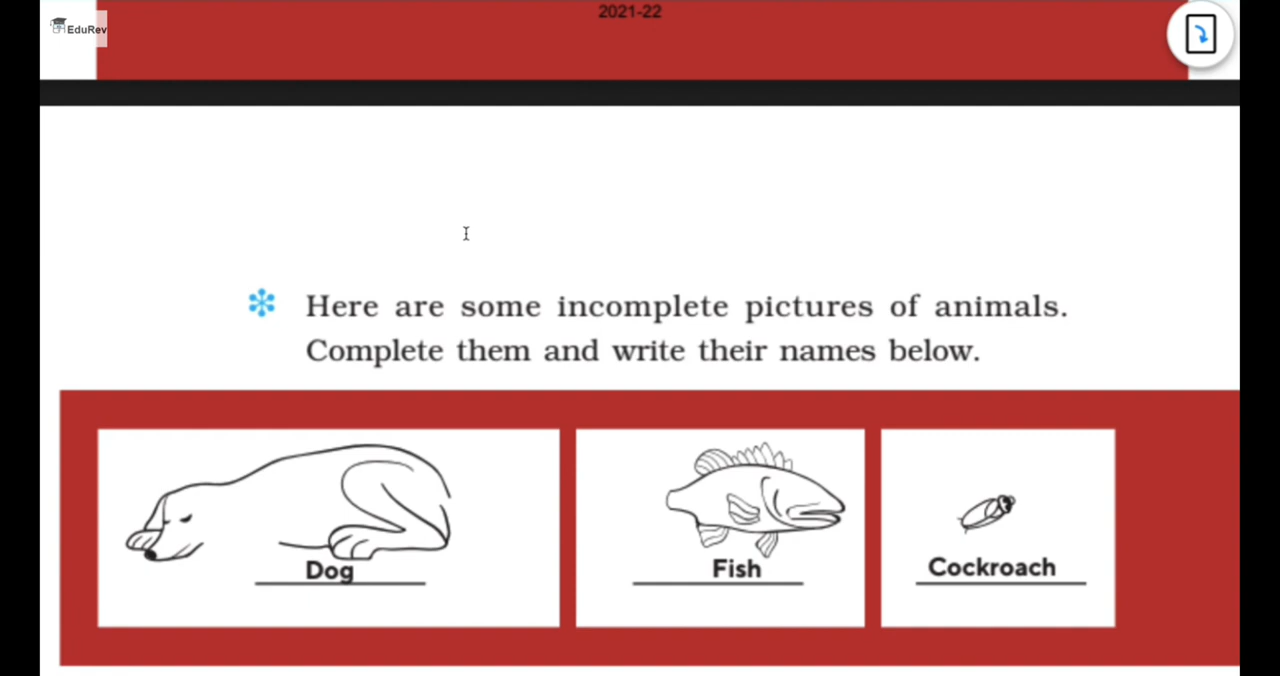 2021-22
EduRev
Here are some incomplete pictures of animals.
Complete them and write their names below.
Dog
Fish
Cockroach